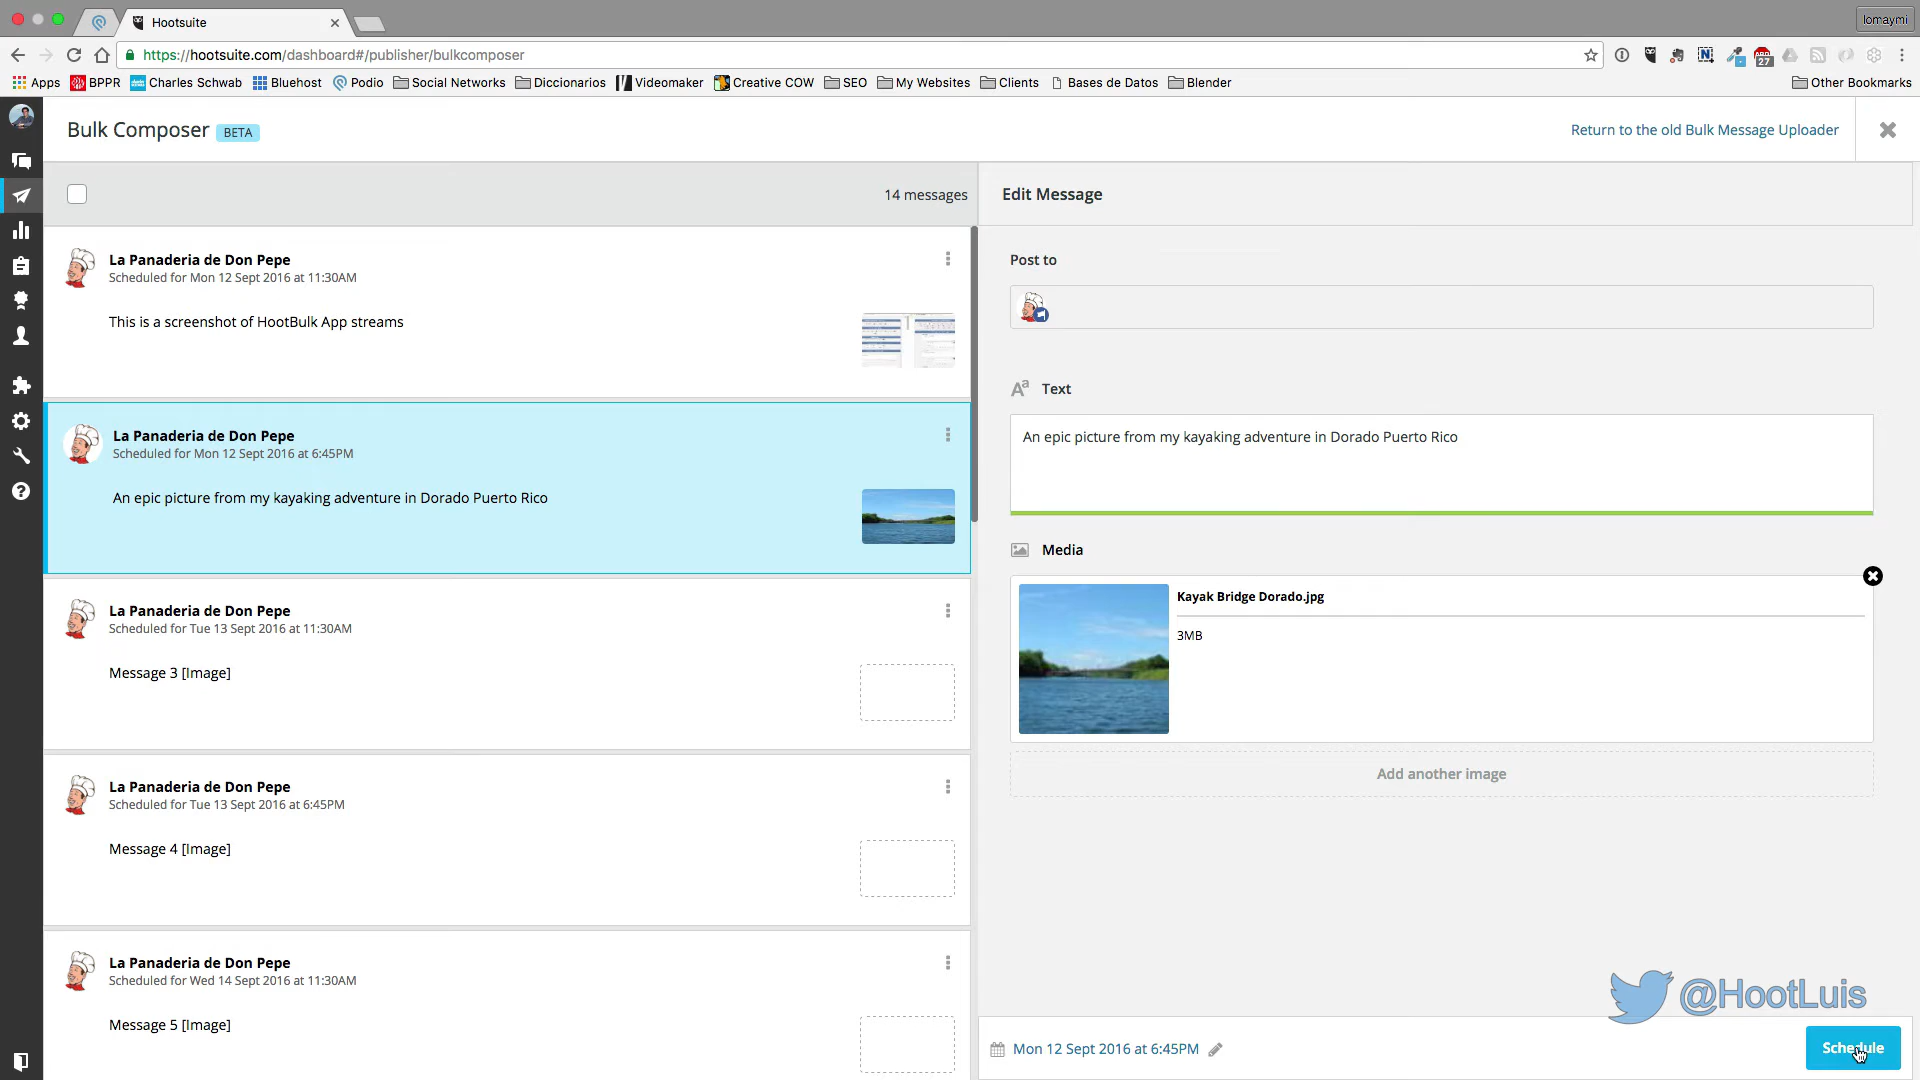 Hootsuite
lomaymi
https://hootsuite.com/dashboard#/publisher/bulkcomposer
27
Apps BPPR Charles Schwab Bluehost Podio Social Networks Diccionarios Videomaker Creative COW SEO My Websites Clients Bases de Datos Blender Other Bookmarks
Bulk Composer BETA
Return to the old Bulk Message Uploader
14 messages
Edit Message
La Panaderia de Don Pepe
Scheduled for Mon 12 Sept 2016 at 11:30AM
This is a screenshot of HootBulk App streams
La Panaderia de Don Pepe
Scheduled for Mon 12 Sept 2016 at 6:45PM
An epic picture from my kayaking adventure in Dorado Puerto Rico
La Panaderia de Don Pepe
Scheduled for Tue 13 Sept 2016 at 11:30AM
Message 3 [Image]
La Panaderia de Don Pepe
Scheduled for Tue 13 Sept 2016 at 6:45PM
Message 4 [Image]
La Panaderia de Don Pepe
Scheduled for Wed 14 Sept 2016 at 11:30AM
Message 5 [Image]
Post to
Aa Text
An epic picture from my kayaking adventure in Dorado Puerto Rico
Media
Kayak Bridge Dorado.jpg
3MB
Add another image
@HootLuis
Mon 12 Sept 2016 at 6:45PM
Schedule